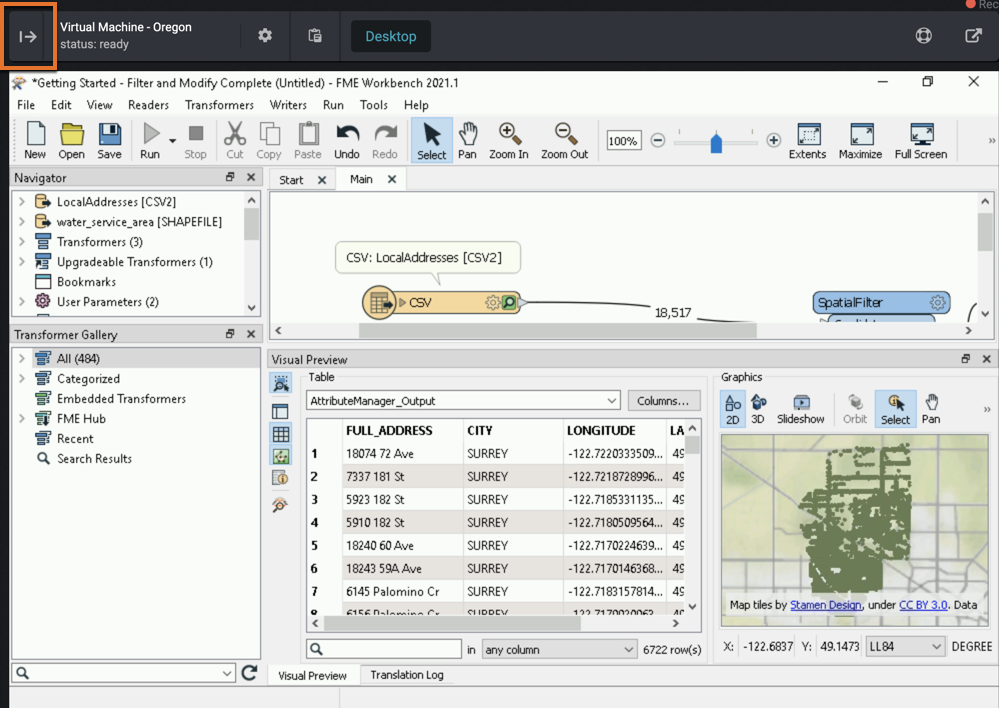 Rec
Virtual Machine - Oregon
status: ready
Desktop
*Getting Started - Filter and Modify Complete (Untitled) - FME Workbench 2021.1
File Edit View Readers Transformers Writers Run Tools Help
New Open Save Run Stop Cut Copy Paste Undo Redo Select Pan Zoom In Zoom Out 100% Extents Maximize Full Screen
Navigator
LocalAddresses [CSV2]
water_service_area [SHAPEFILE]
Transformers (3)
Upgradeable Transformers (1)
Bookmarks
User Parameters (2)
Start Main
CSV: LocalAddresses [CSV2]
CSV
18,517
SpatialFilter
Transformer Gallery
All (484)
Categorized
Embedded Transformers
FME Hub
Recent
Search Results
Visual Preview
Table
AttributeManager_Output Columns...
FULL_ADDRESS CITY LONGITUDE LA
1 18074 72 Ave SURREY -122.7220333509... 49
2 7337 181 St SURREY -122.7218728996... 49
3 5923 182 St SURREY -122.7185331135... 49
4 5910 182 St SURREY -122.7180509564... 49
5 18240 60 Ave SURREY -122.7170224639... 49
6 18243 59A Ave SURREY -122.7170146368... 49
7 6145 Palomino Cr SURREY -122.7183157814... 49
8 6156 Palomino Cr SURREY
in any column 6722 row(s)
Graphics
2D 3D Slideshow Orbit Select Pan
Map tiles by Stamen Design, under CC BY 3.0. Data
X: -122.6837 Y: 49.1473 LL84 DEGREE
Visual Preview Translation Log